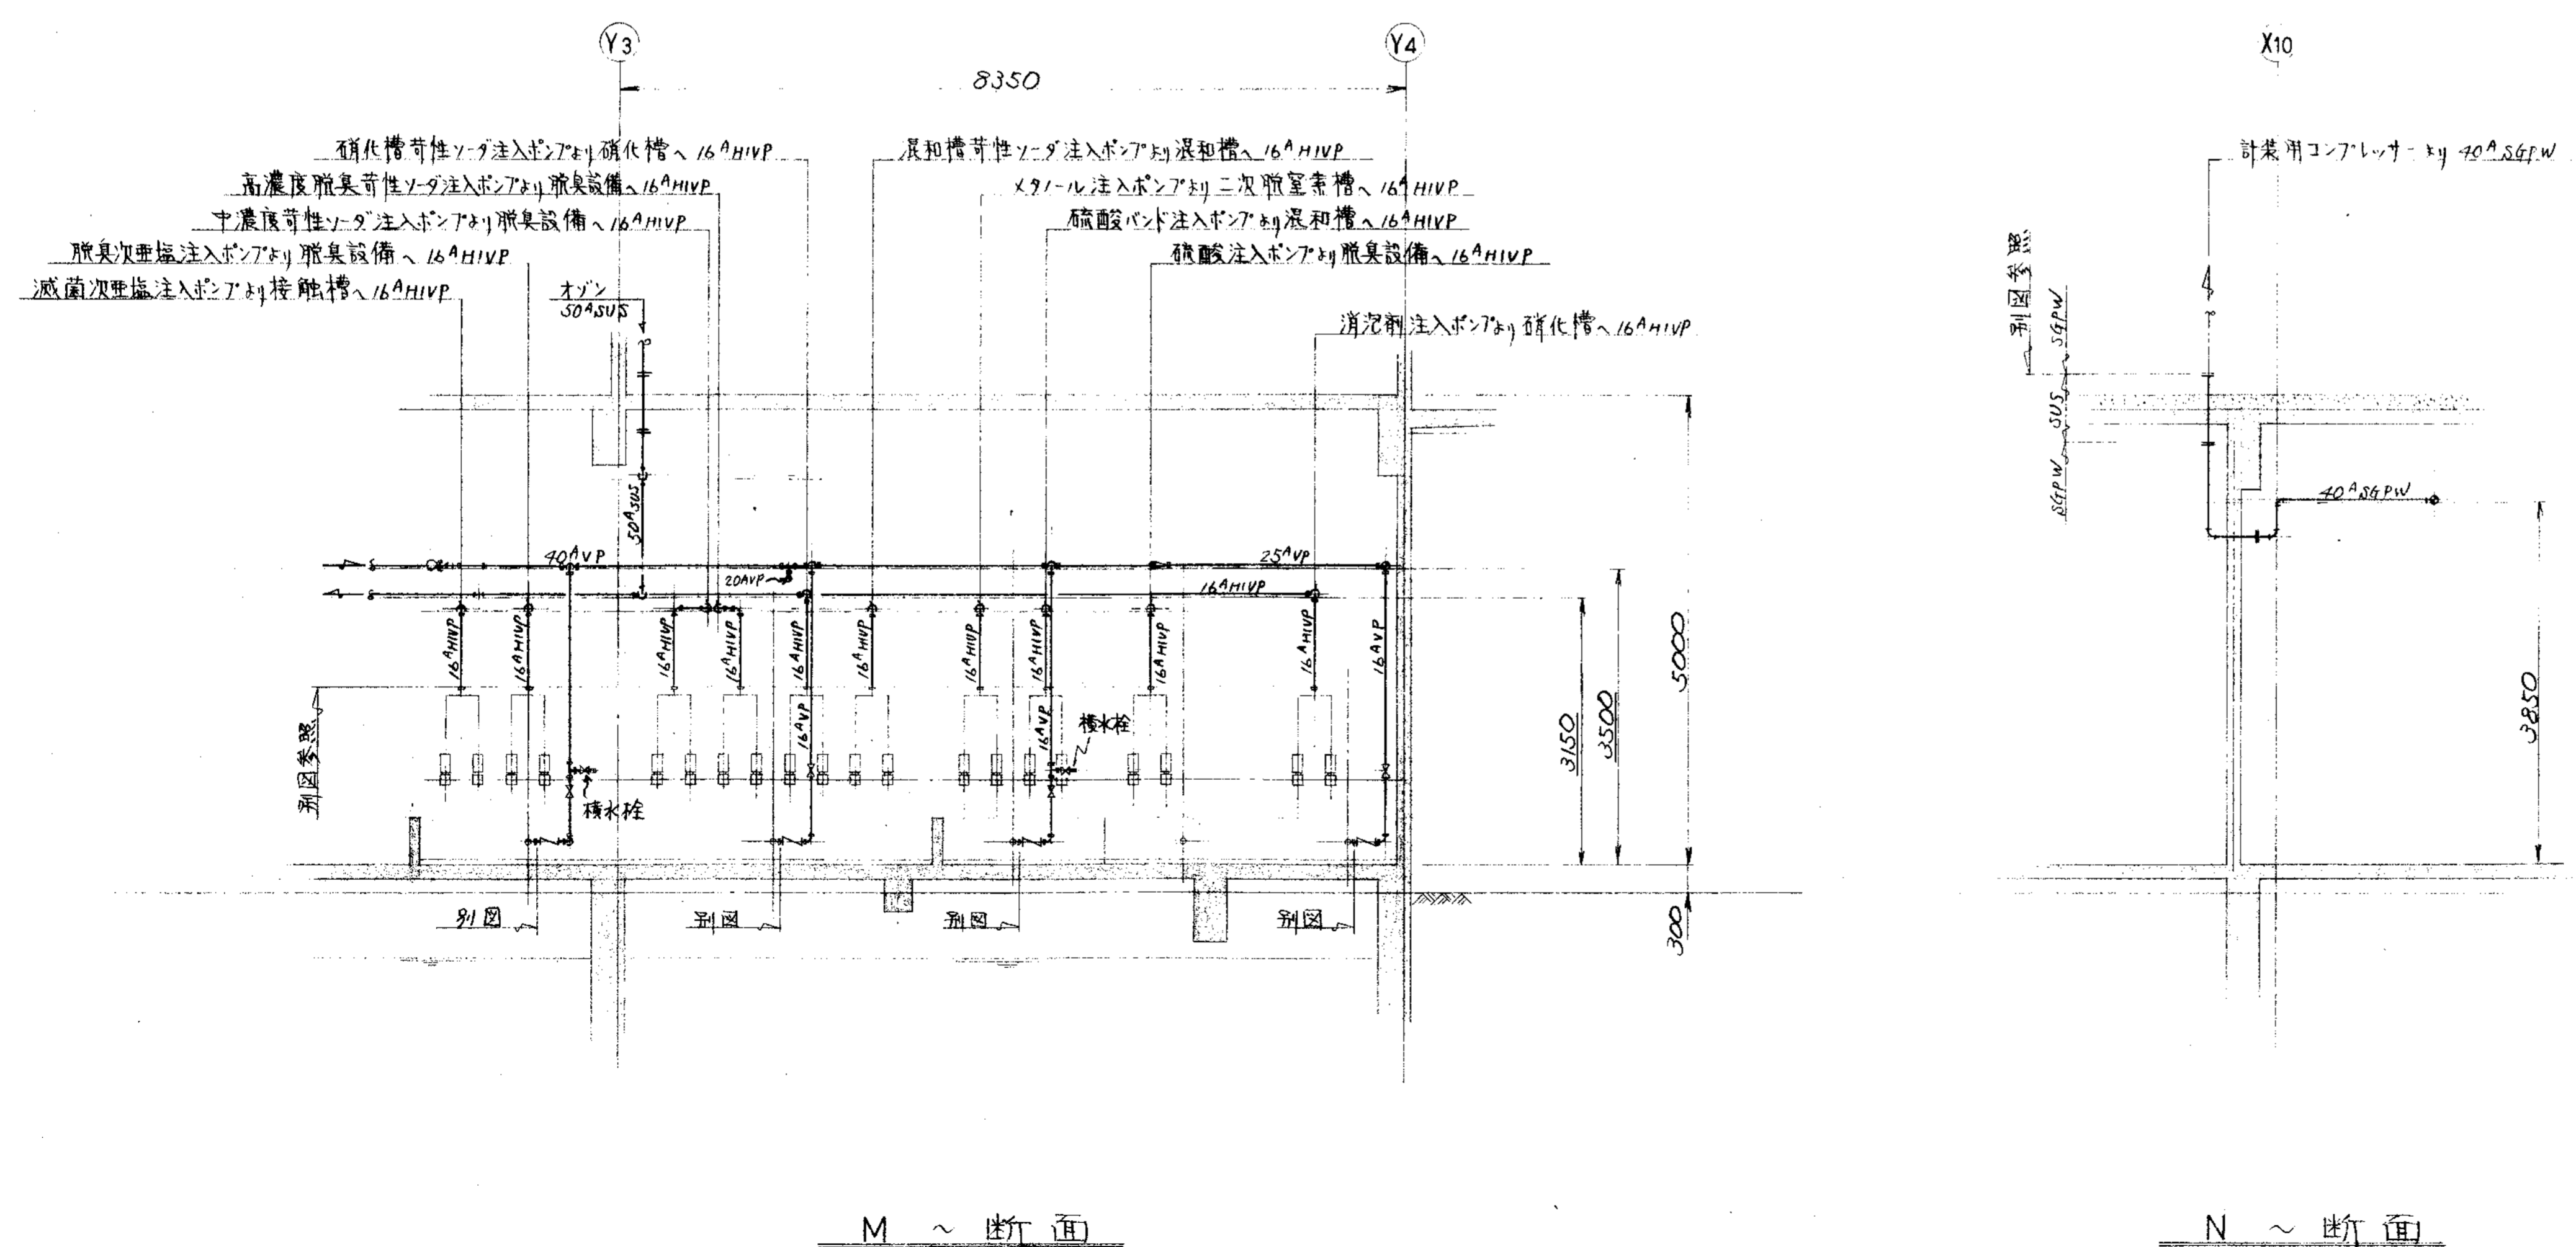 Y3
Y4
X10
8350
硝化槽苛性ソーダ注入ポンプより硝化槽へ 16A HIVP
混和槽苛性ソーダ注入ポンプより混和槽へ 16A HIVP
計装用コンプレッサーより 40A SGPW
高濃度脱臭苛性ソーダ注入ポンプより脱臭設備へ 16A HIVP
メタノール注入ポンプより二次脱窒素槽へ 16A HIVP
中濃度苛性ソーダ注入ポンプより脱臭設備へ 16A HIVP
硫酸バンド注入ポンプより混和槽へ 16A HIVP
脱臭次亜塩注入ポンプより脱臭設備へ 16A HIVP
硫酸注入ポンプより脱臭設備へ 16A HIVP
滅菌次亜塩注入ポンプより接触槽へ 16A HIVP
オゾン
50A SUS
消泡剤注入ポンプより硝化槽へ 16A HIVP
別図参照
SGPW
SUS
SGPW
50A SUS
40A SGPW
40A VP
20AVP
25A VP
16A HIVP
16A HIVP
16A HIVP
16A HIVP
16A HIVP
16A HIVP
16A HIVP
16A HIVP
16A HIVP
16A HIVP
16A HIVP
16A VP
16A VP
16A VP
横水栓
横水栓
別図参照
3150
3500
5000
300
3850
別図
別図
別図
別図
M ~ 断面
N ~ 断面